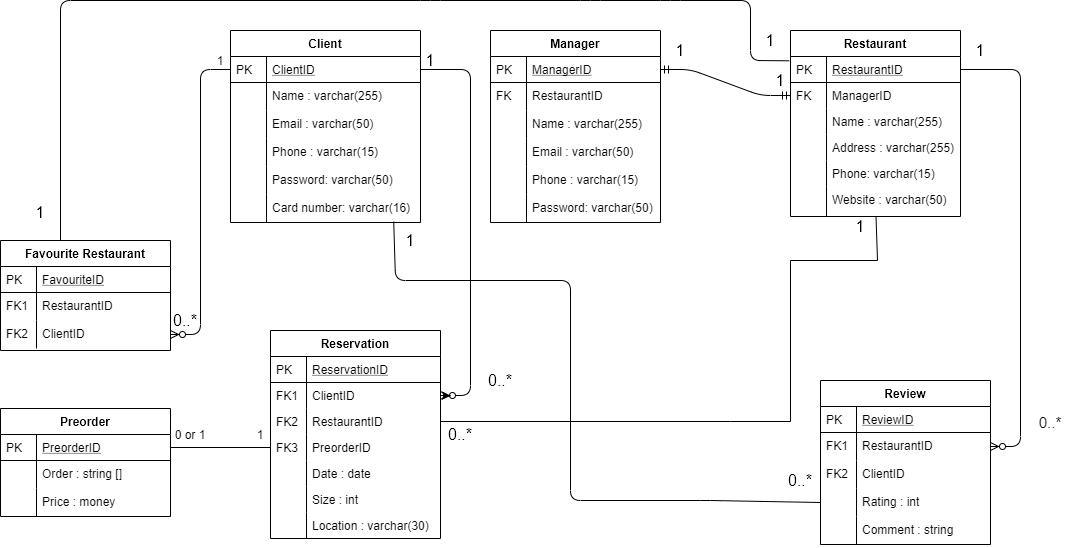 Client
PK ClientID
Name : varchar(255)
Email : varchar(50)
Phone : varchar(15)
Password: varchar(50)
Card number: varchar(16)
1
1
1
Manager
PK ManagerID
FK RestaurantID
Name : varchar(255)
Email : varchar(50)
Phone : varchar(15)
Password: varchar(50)
1
1
1
Restaurant
PK RestaurantID
FK ManagerID
Name : varchar(255)
Address : varchar(255)
Phone: varchar(15)
Website : varchar(50)
1
1
1
Favourite Restaurant
PK FavouriteID
FK1 RestaurantID
FK2 ClientID
0..*
Reservation
PK ReservationID
FK1 ClientID
FK2 RestaurantID
FK3 PreorderID
Date : date
Size : int
Location : varchar(30)
0..*
0..*
Preorder
PK PreorderID
Order : string []
Price : money
0 or 1
1
Review
PK ReviewID
FK1 RestaurantID
FK2 ClientID
Rating : int
Comment : string
0..*
0..*